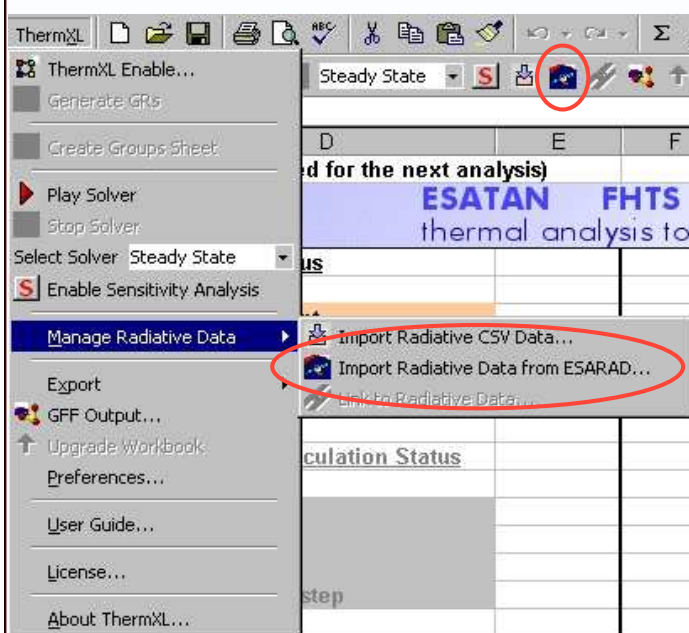 ThermXL
ABC
Σ
ThermXL Enable...
Steady State
S
Generate GRs
Create Groups Sheet
D E F
d for the next analysis)
Play Solver
ESATAN FHTS
Stop Solver
thermal analysis to
Select Solver Steady State
us
S Enable Sensitivity Analysis
Manage Radiative Data
Import Radiative CSV Data...
Import Radiative Data from ESARAD...
Link to Radiative Data...
Export
GFF Output...
Upgrade Workbook
culation Status
Preferences...
User Guide...
License...
step
About ThermXL...